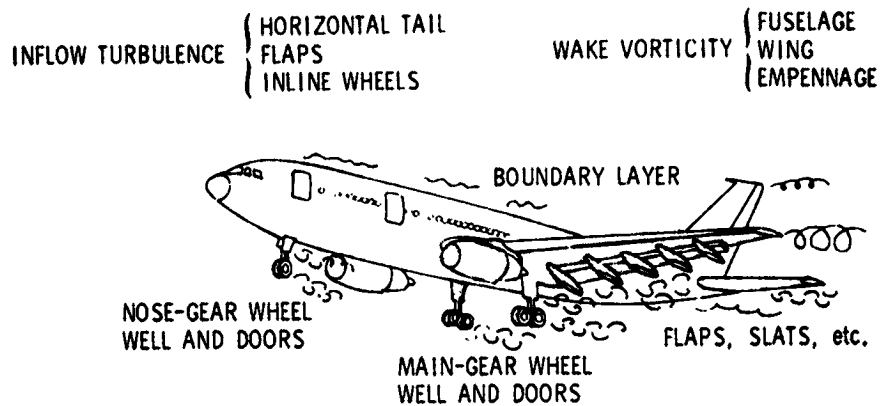 INFLOW TURBULENCE
HORIZONTAL TAIL
FLAPS
INLINE WHEELS
WAKE VORTICITY
FUSELAGE
WING
EMPENNAGE
BOUNDARY LAYER
NOSE-GEAR WHEEL
WELL AND DOORS
FLAPS, SLATS, etc.
MAIN-GEAR WHEEL
WELL AND DOORS